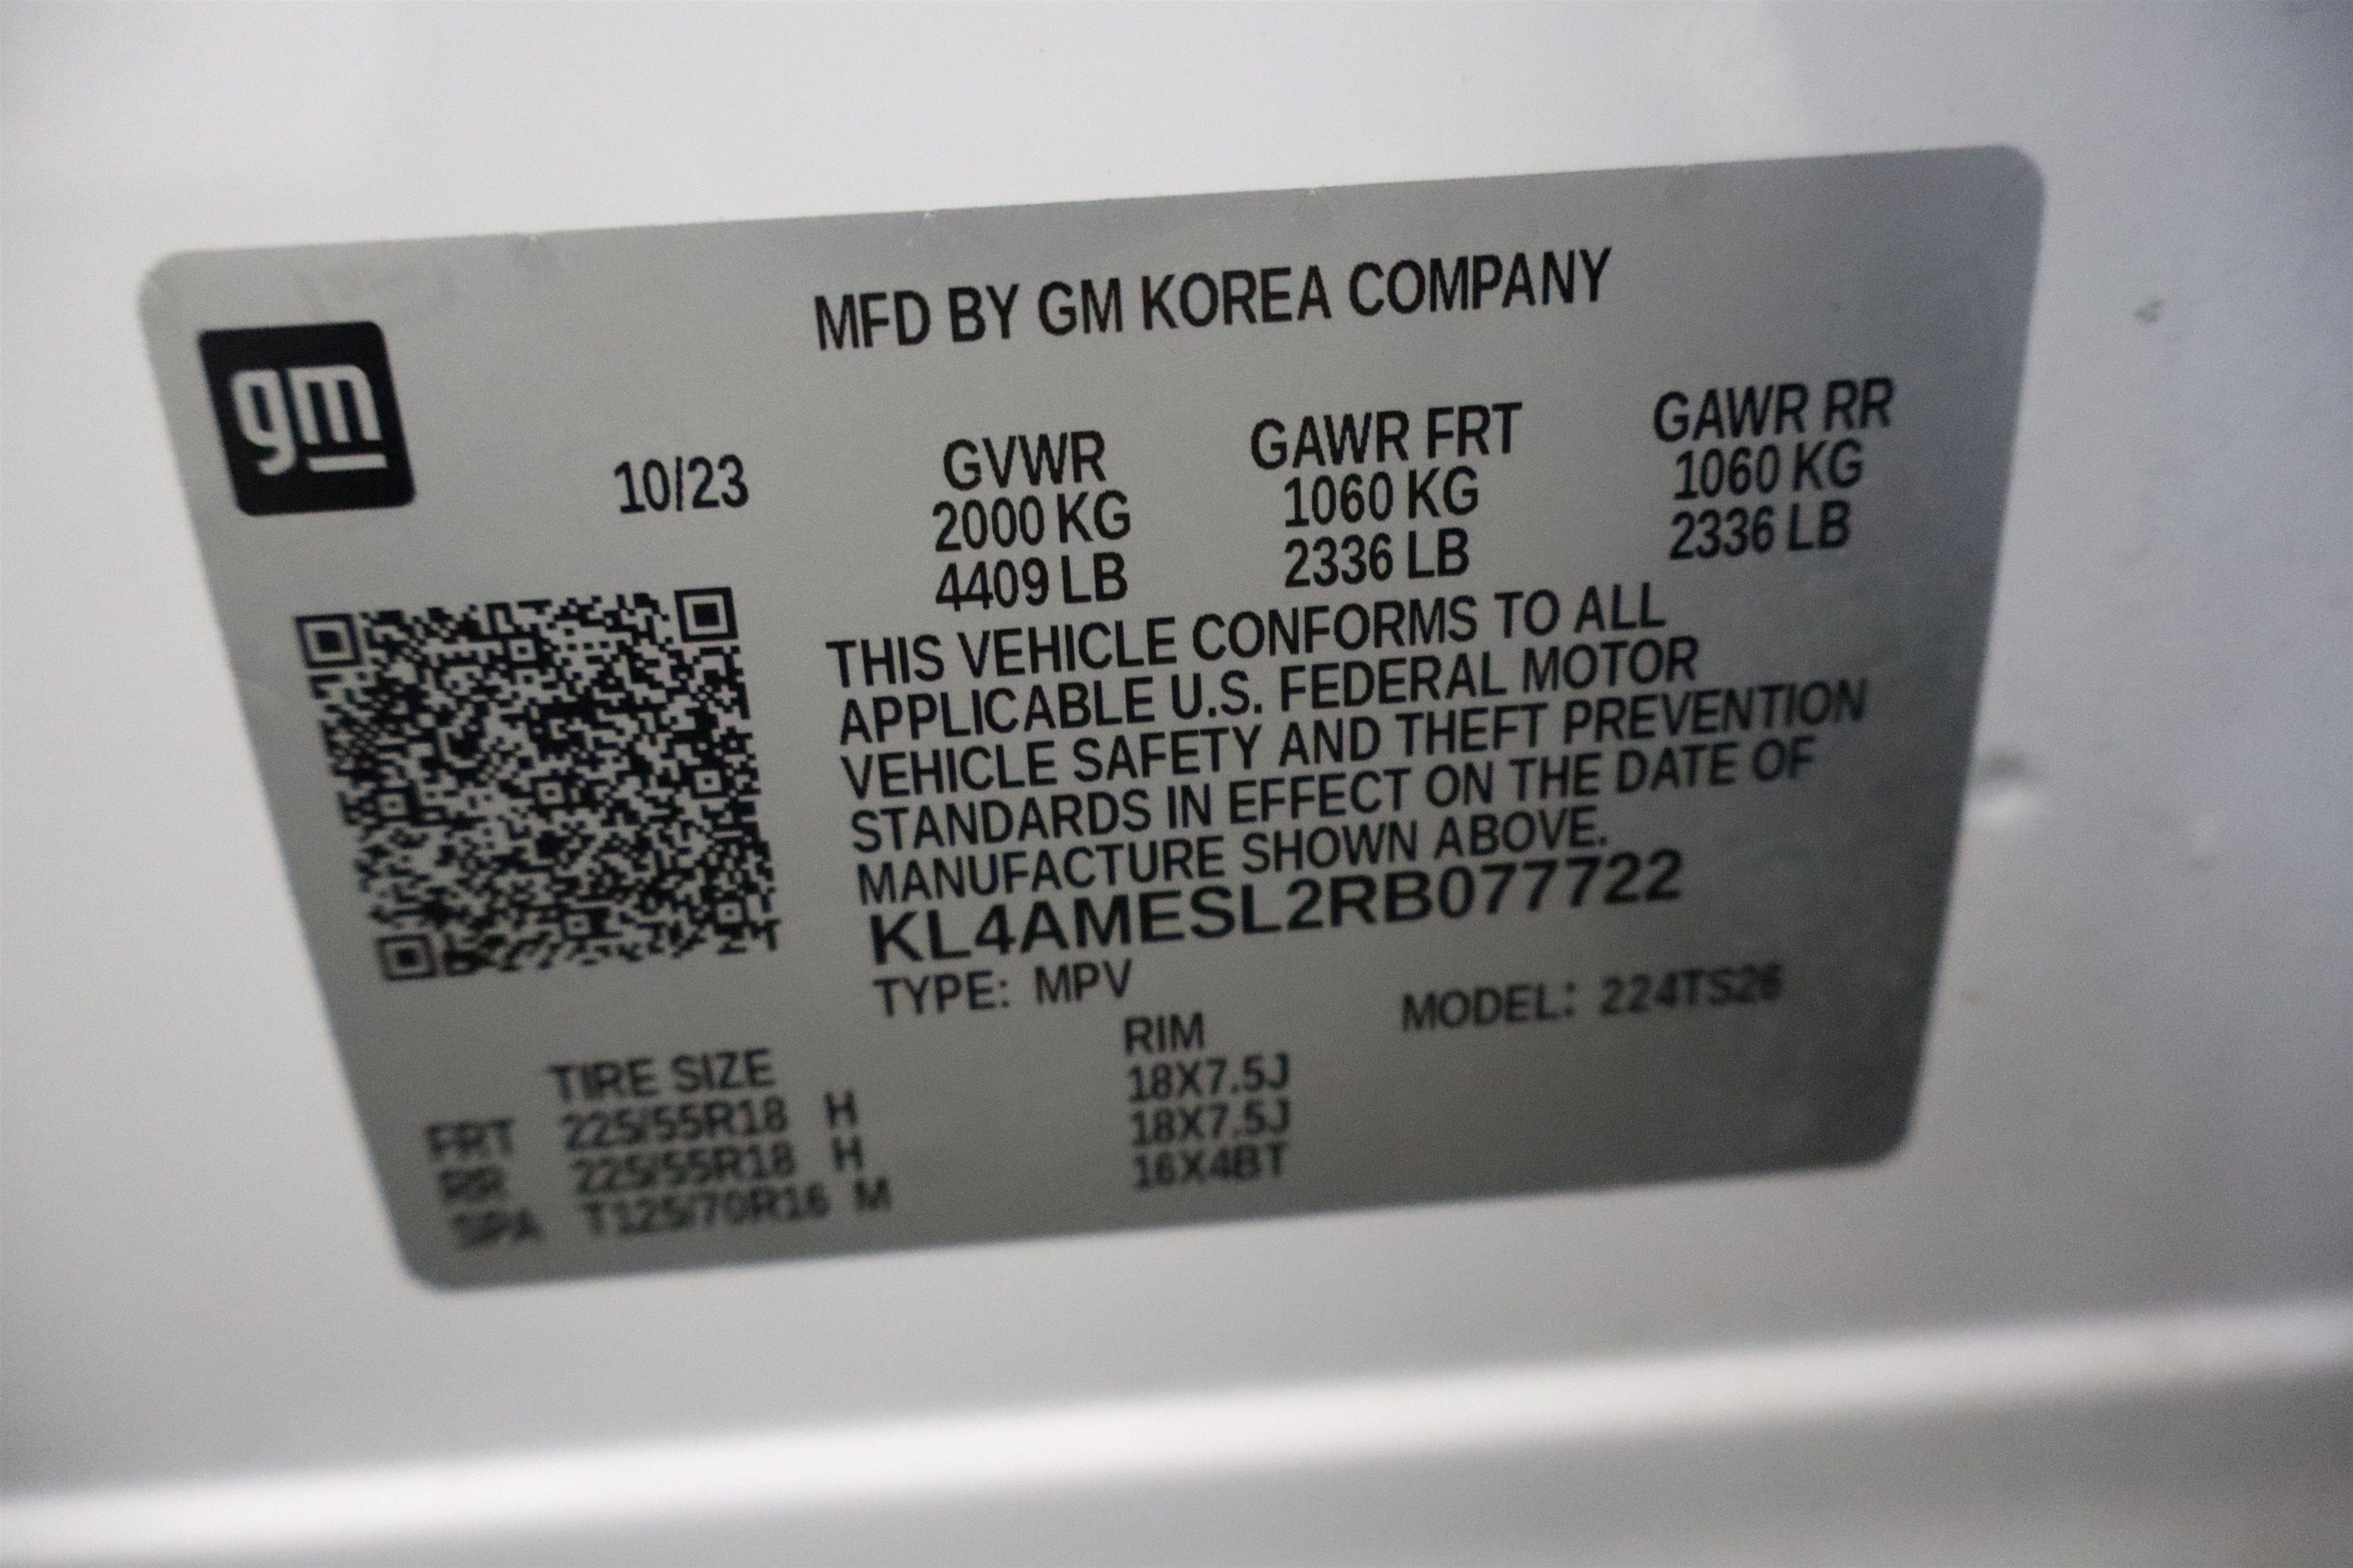 MFD BY GM KOREA COMPANY
gm
10/23
GVWR GAWR FRT GAWR RR
2000 KG 1060 KG 1060 KG
4409 LB 2336 LB 2336 LB
THIS VEHICLE CONFORMS TO ALL
APPLICABLE U.S. FEDERAL MOTOR
VEHICLE SAFETY AND THEFT PREVENTION
STANDARDS IN EFFECT ON THE DATE OF
MANUFACTURE SHOWN ABOVE.
KL4AMESL2RB077722
TYPE: MPV MODEL: 224TS26
TIRE SIZE RIM
FRT 225/55R18 H 18X7.5J
RR 225/55R18 H 18X7.5J
SPA T125/70R16 M 16X4BT